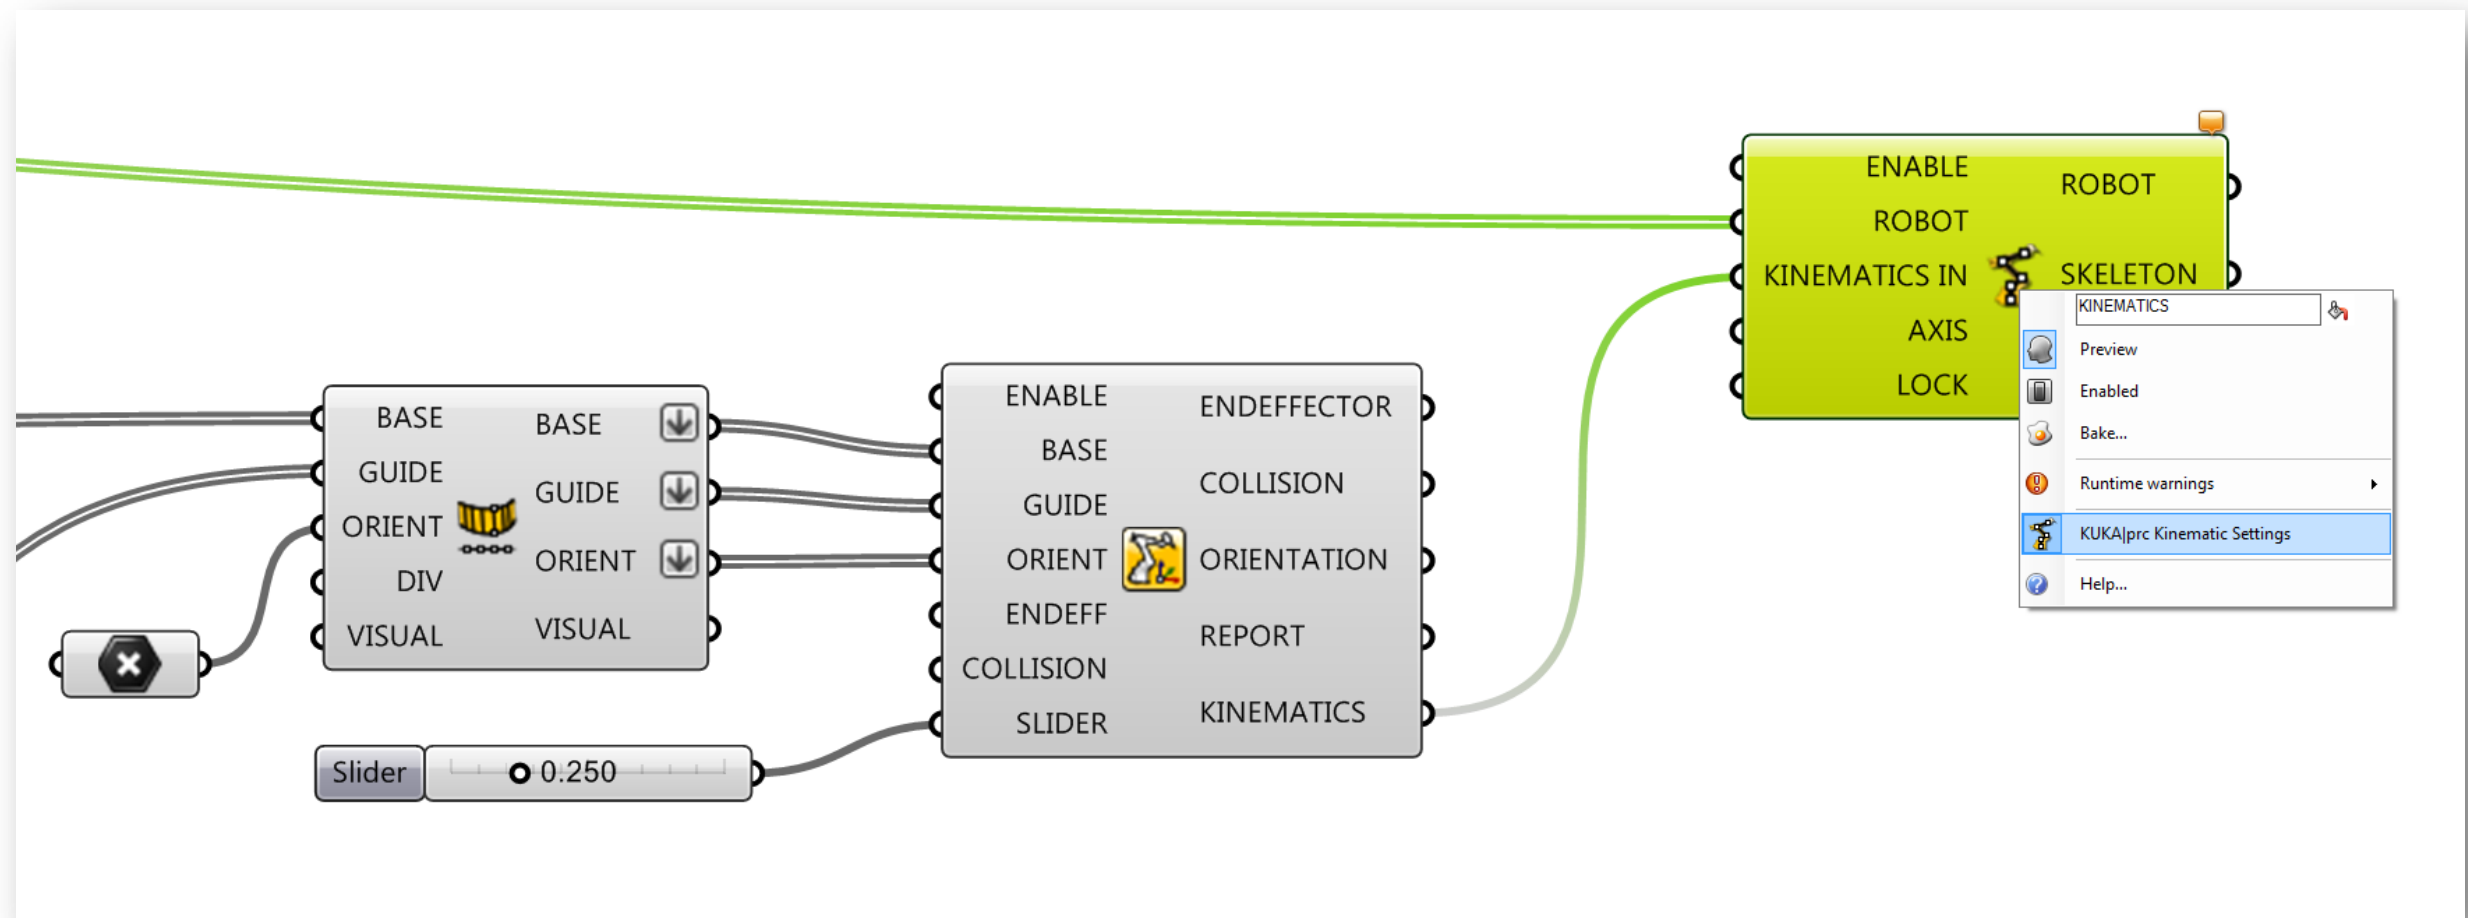 ENABLE
ROBOT
KINEMATICS IN
AXIS
LOCK
ROBOT
SKELETON
KINEMATICS
Preview
Enabled
Bake...
Runtime warnings
KUKA|prc Kinematic Settings
Help...
BASE
GUIDE
ORIENT
DIV
VISUAL
BASE
GUIDE
ORIENT
VISUAL
ENABLE
BASE
GUIDE
ORIENT
ENDEFF
COLLISION
SLIDER
ENDEFFECTOR
COLLISION
ORIENTATION
REPORT
KINEMATICS
Slider 0.250